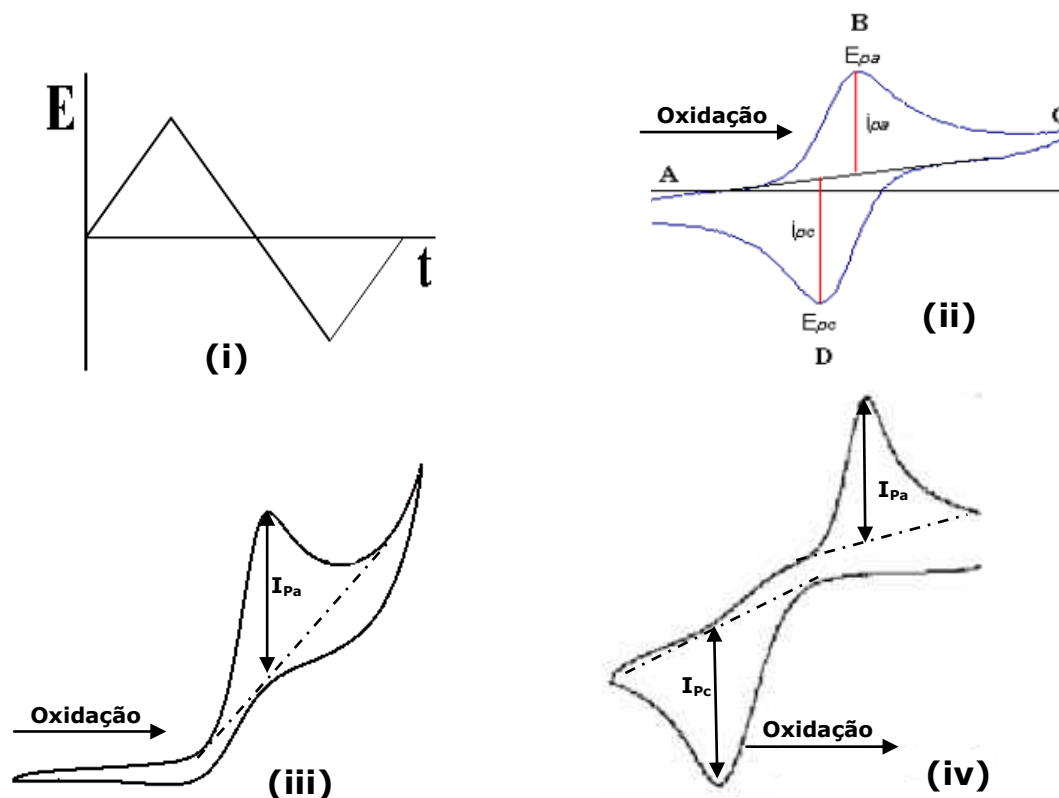 E
t
(i)
B
Epa
Oxidação
ipa
C
A
ipc
Epc
D
(ii)
IPa
Oxidação
(iii)
IPa
IPc
Oxidação
(iv)